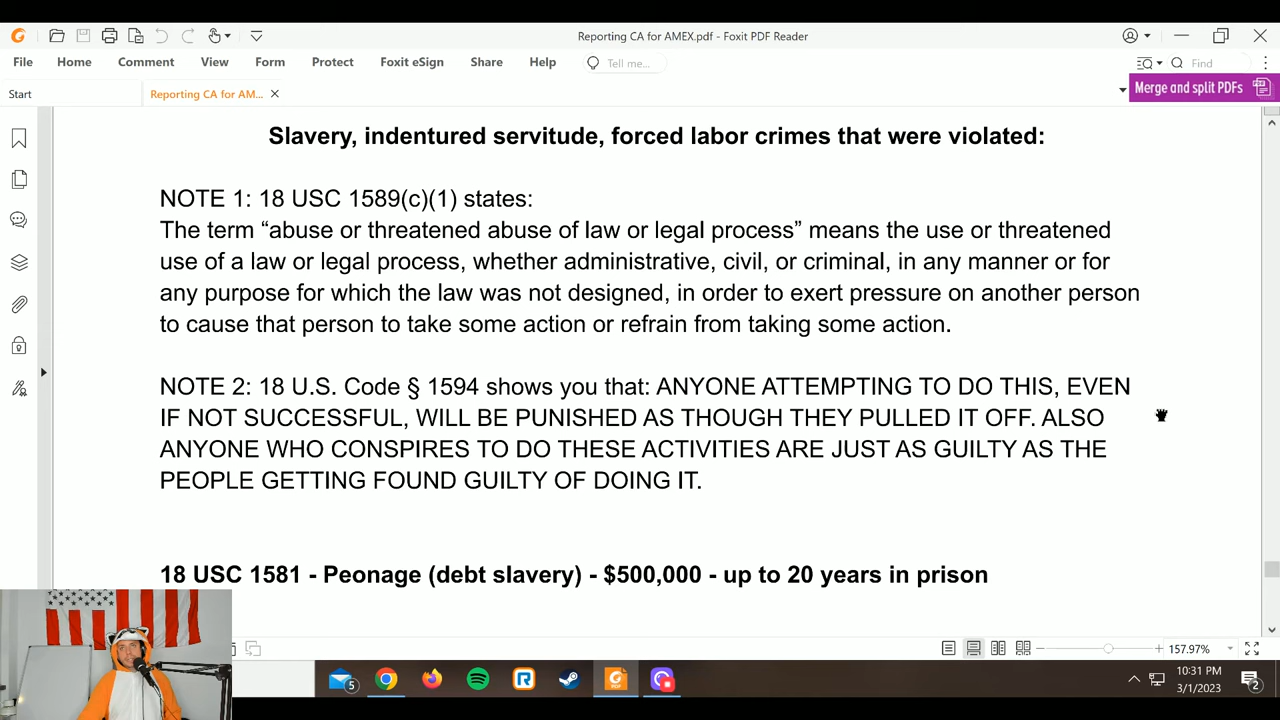 Reporting CA for AMEX.pdf - Foxit PDF Reader
File Home Comment View Form Protect Foxit eSign Share Help Tell me... Find
Start Reporting CA for AM... Merge and split PDFs
Slavery, indentured servitude, forced labor crimes that were violated:
NOTE 1: 18 USC 1589(c)(1) states:
The term “abuse or threatened abuse of law or legal process” means the use or threatened
use of a law or legal process, whether administrative, civil, or criminal, in any manner or for
any purpose for which the law was not designed, in order to exert pressure on another person
to cause that person to take some action or refrain from taking some action.
NOTE 2: 18 U.S. Code § 1594 shows you that: ANYONE ATTEMPTING TO DO THIS, EVEN
IF NOT SUCCESSFUL, WILL BE PUNISHED AS THOUGH THEY PULLED IT OFF. ALSO
ANYONE WHO CONSPIRES TO DO THESE ACTIVITIES ARE JUST AS GUILTY AS THE
PEOPLE GETTING FOUND GUILTY OF DOING IT.
18 USC 1581 - Peonage (debt slavery) - $500,000 - up to 20 years in prison
157.97%
5
R
10:31 PM
3/1/2023
2